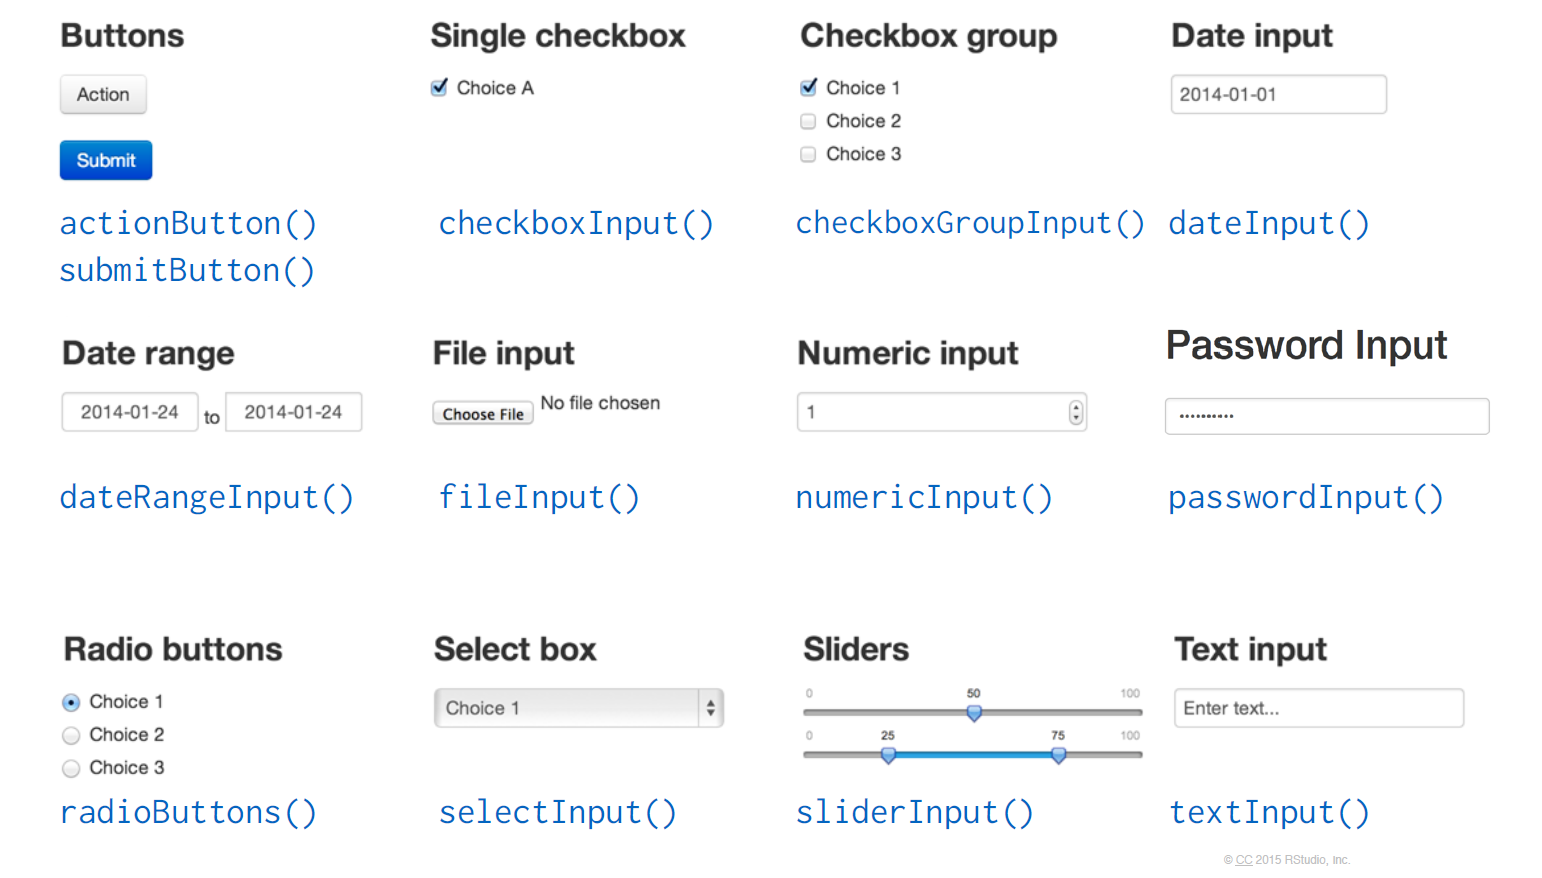 Buttons
Action
Submit
actionButton()
submitButton()
Single checkbox
Choice A
checkboxInput()
Checkbox group
Choice 1
Choice 2
Choice 3
checkboxGroupInput()
Date input
2014-01-01
dateInput()
Date range
2014-01-24 to 2014-01-24
dateRangeInput()
File input
Choose File No file chosen
fileInput()
Numeric input
1
numericInput()
Password Input
••••••••••
passwordInput()
Radio buttons
Choice 1
Choice 2
Choice 3
radioButtons()
Select box
Choice 1
selectInput()
Sliders
0 50 100
0 25 75 100
sliderInput()
Text input
Enter text...
textInput()
© CC 2015 RStudio, Inc.